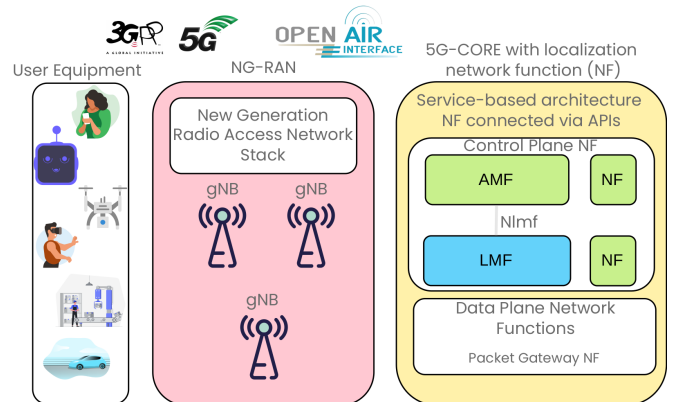 3GPP
A GLOBAL INITIATIVE
5G
OPEN AIR
INTERFACE
User Equipment
NG-RAN
New Generation
Radio Access Network
Stack
gNB
gNB
gNB
5G-CORE with localization
network function (NF)
Service-based architecture
NF connected via APIs
Control Plane NF
AMF
NF
Nlmf
LMF
NF
Data Plane Network
Functions
Packet Gateway NF